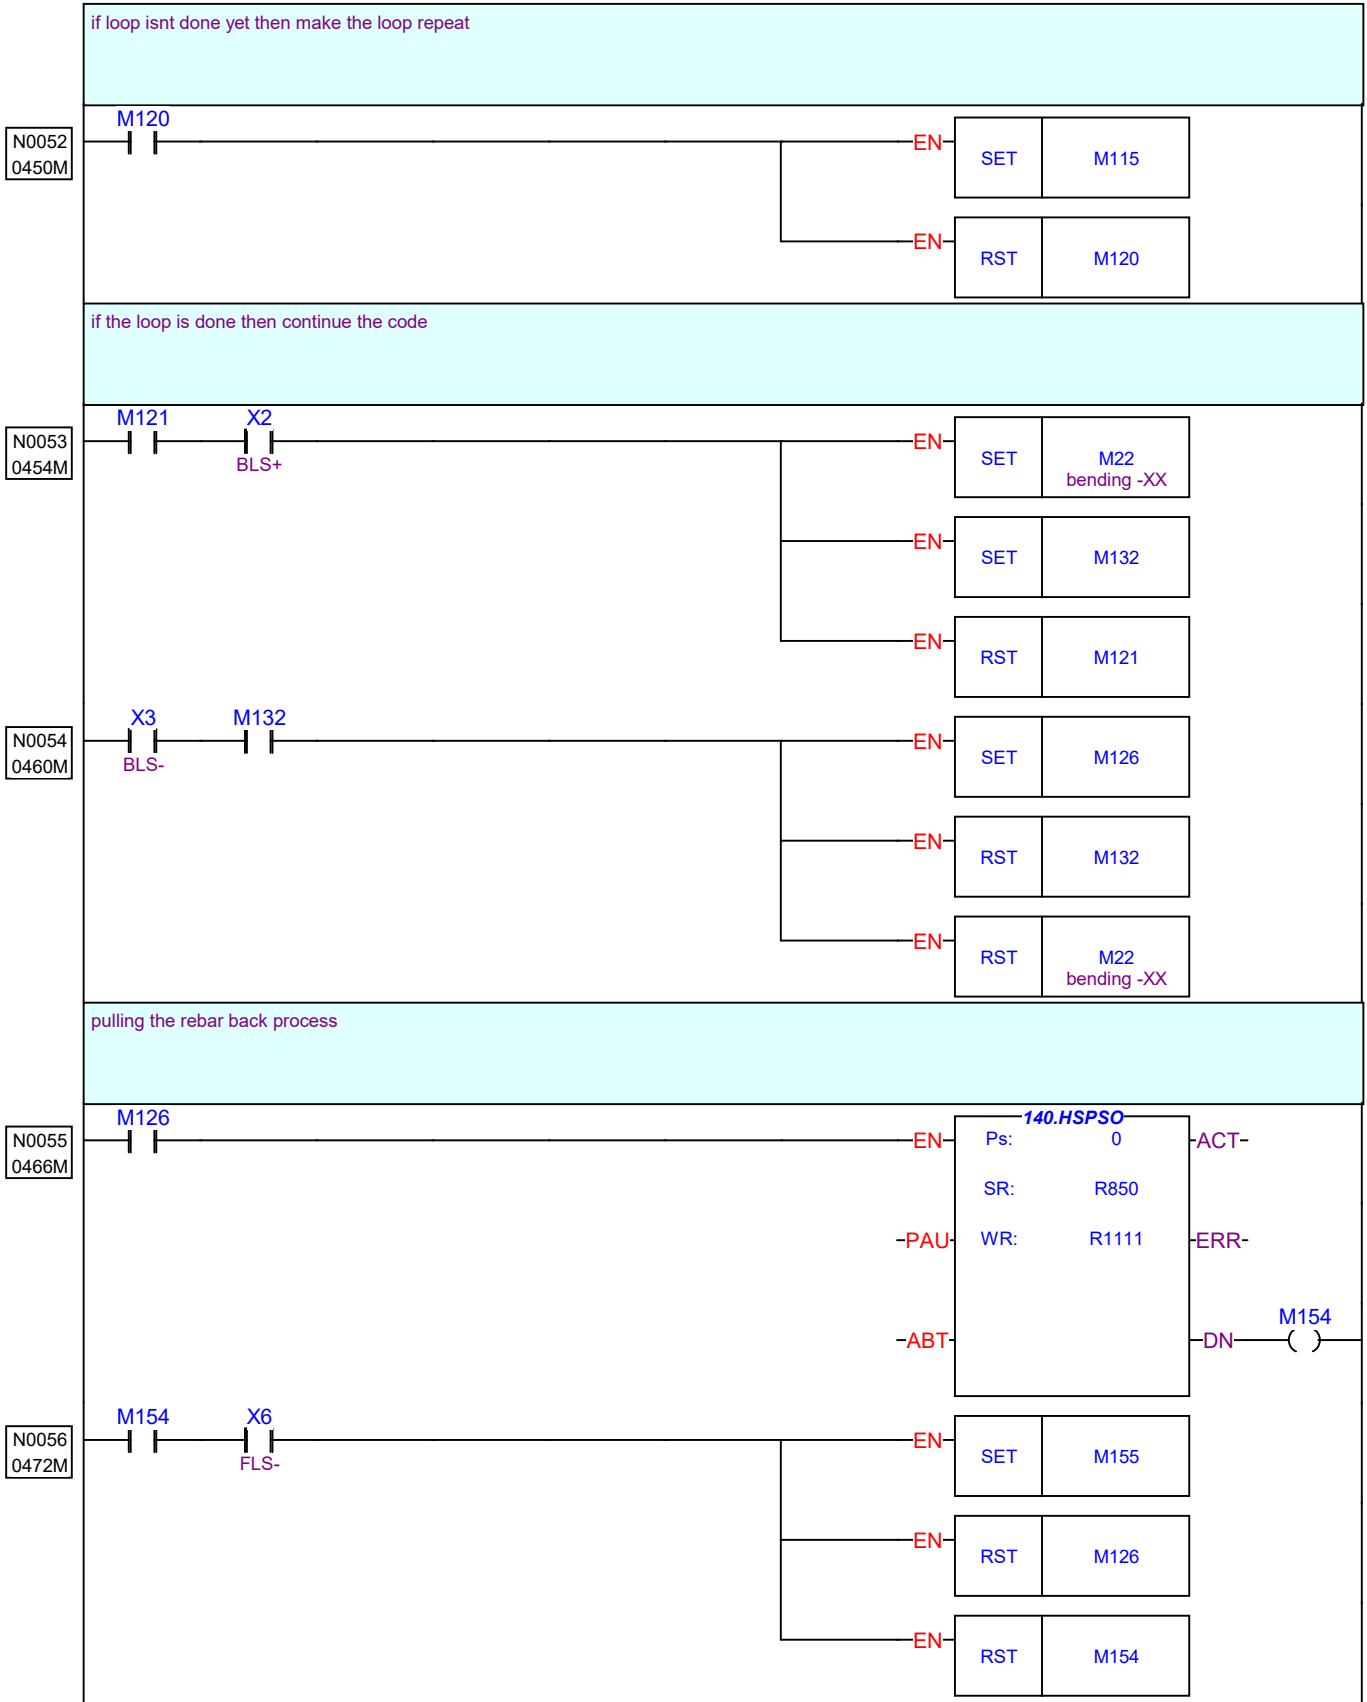 if loop isnt done yet then make the loop repeat
M120
N0052
0450M
EN
SET M115
EN
RST M120
if the loop is done then continue the code
M121 X2
N0053
0454M
BLS+
EN
SET M22
bending -XX
EN
SET M132
EN
RST M121
X3 M132
N0054
0460M
BLS-
EN
SET M126
EN
RST M132
EN
RST M22
bending -XX
pulling the rebar back process
M126
N0055
0466M
140.HSPSO
EN Ps: 0 ACT
SR: R850
PAU WR: R1111 ERR
M154
ABT DN
M154 X6
N0056
0472M
FLS-
EN
SET M155
EN
RST M126
EN
RST M154